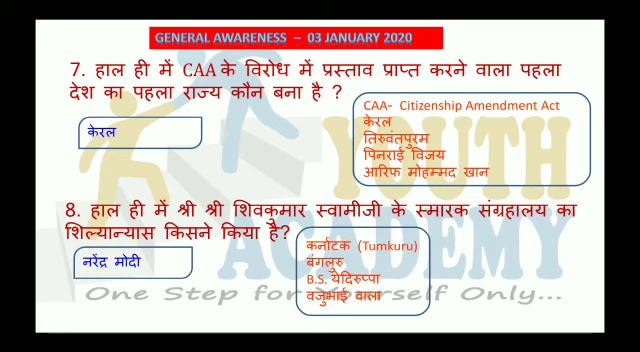 GENERAL AWARENESS – 03 JANUARY 2020
7. हाल ही में CAA के विरोध में प्रस्ताव प्राप्त करने वाला पहला
देश का पहला राज्य कौन बना है ?
केरल
CAA- Citizenship Amendment Act
केरल
तिरुवंतपुरम
पिनराई विजय
आरिफ मोहम्मद खान
8. हाल ही में श्री श्री शिवकुमार स्वामीजी के स्मारक संग्रहालय का
शिल्यान्यास किसने किया है?
नरेंद्र मोदी
कर्नाटक (Tumkuru)
बंगलुरु
B.S. येदिरुप्पा
वजुभाई वाला
YOUTH
ACADEMY
One Step for Yourself Only...